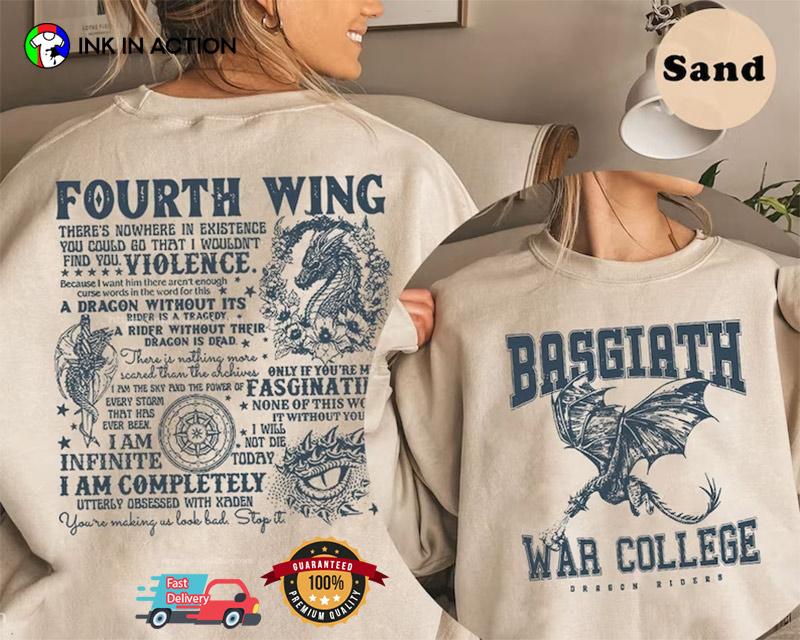 INK IN ACTION
Sand
FOURTH WING
THERE'S NOWHERE IN EXISTENCE
YOU COULD GO THAT I WOULDN'T
FIND YOU. VIOLENCE.
Because I want him there aren't enough
curse words in the word for this
A DRAGON WITHOUT ITS
RIDER IS A TRAGEDY.
A RIDER WITHOUT THEIR
DRAGON IS DEAD.
There is nothing more
scared than the archives
ONLY IF YOU'RE M
I AM THE SKY AND THE POWER OF
FASGINATI
EVERY STORM
THAT HAS
EVER BEEN.
NONE OF THIS WO
IT WITHOUT YOU
I AM
INFINITE
I WILL
NOT DIE
TODAY
I AM COMPLETELY
UTTERLY OBSESSED WITH XADEN
You're making us look bad. Stop it.
BASGIATH
WAR COLLEGE
DRAGON RIDERS
Fast
Delivery
GUARANTEED
100%
PREMIUM QUALITY